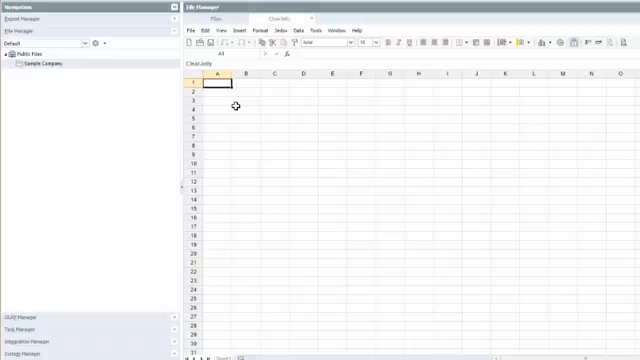 Navigation
Report Manager
File Manager
Default
Public Files
Sample Company
OLAP Manager
Task Manager
Integration Manager
System Manager
File Manager
Files ClearJelly
File Edit View Insert Format Jedox Data Tools Window Help
Arial 10
A1
ClearJelly
A B C D E F G H I J K L M N O
1
2
3
4
5
6
7
8
9
10
11
12
13
14
15
16
17
18
19
20
21
22
23
24
25
26
27
28
29
30
31
Sheet1